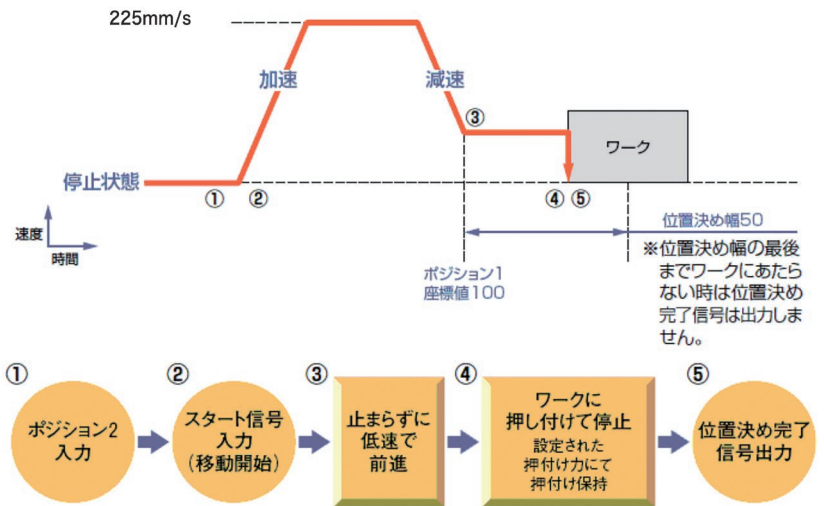 225mm/s
加速
減速
③
ワーク
停止状態
① ②
④ ⑤
速度
時間
位置決め幅50
ポジション1
座標値100
※位置決め幅の最後
までワークにあたら
ない時は位置決め
完了信号は出力しま
せん。
①
ポジション2
入力
②
スタート信号
入力
(移動開始)
③
止まらずに
低速で
前進
④
ワークに
押し付けて停止
設定された
押付け力にて
押付け保持
⑤
位置決め完了
信号出力